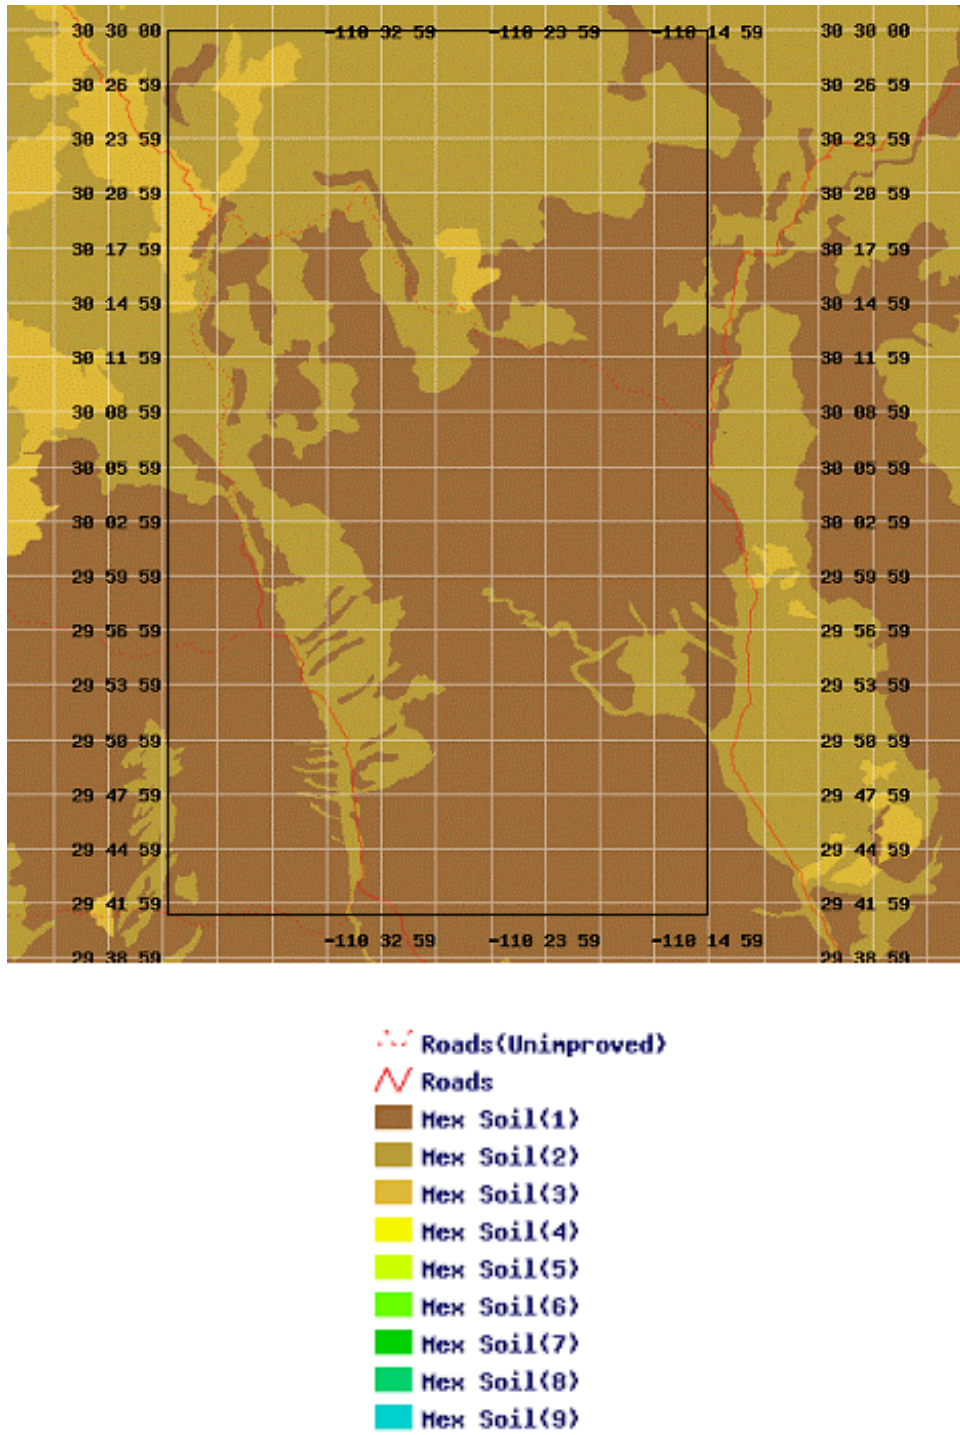 30 30 00 -110 32 59 -110 23 59 -110 14 59 30 30 00
30 26 59 30 26 59
30 23 59 30 23 59
30 20 59 30 20 59
30 17 59 30 17 59
30 14 59 30 14 59
30 11 59 30 11 59
30 08 59 30 08 59
30 05 59 30 05 59
30 02 59 30 02 59
29 59 59 29 59 59
29 56 59 29 56 59
29 53 59 29 53 59
29 50 59 29 50 59
29 47 59 29 47 59
29 44 59 29 44 59
29 41 59 29 41 59
-110 32 59 -110 23 59 -110 14 59
29 38 59 29 38 59
Roads(Unimproved)
Roads
Mex Soil(1)
Mex Soil(2)
Mex Soil(3)
Mex Soil(4)
Mex Soil(5)
Mex Soil(6)
Mex Soil(7)
Mex Soil(8)
Mex Soil(9)